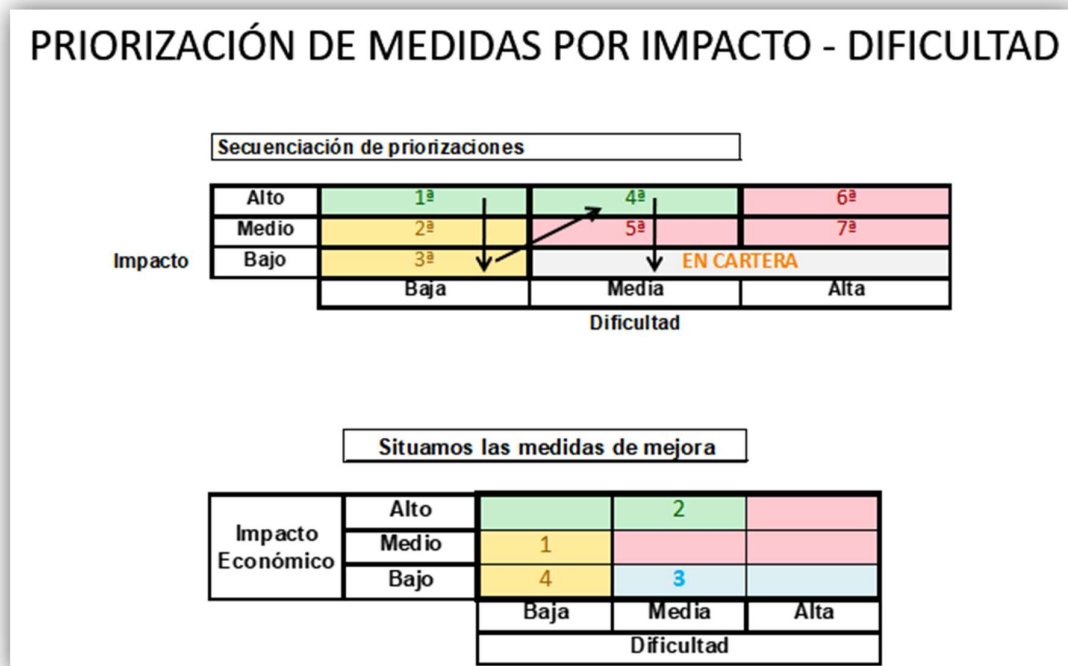 PRIORIZACIÓN DE MEDIDAS POR IMPACTO - DIFICULTAD
Secuenciación de priorizaciones
Alto 1ª 4ª 6ª
Medio 2ª 5ª 7ª
Impacto Bajo 3ª EN CARTERA
Baja Media Alta
Dificultad
Situamos las medidas de mejora
Impacto Económico
Alto 2
Medio 1
Bajo 4 3
Baja Media Alta
Dificultad